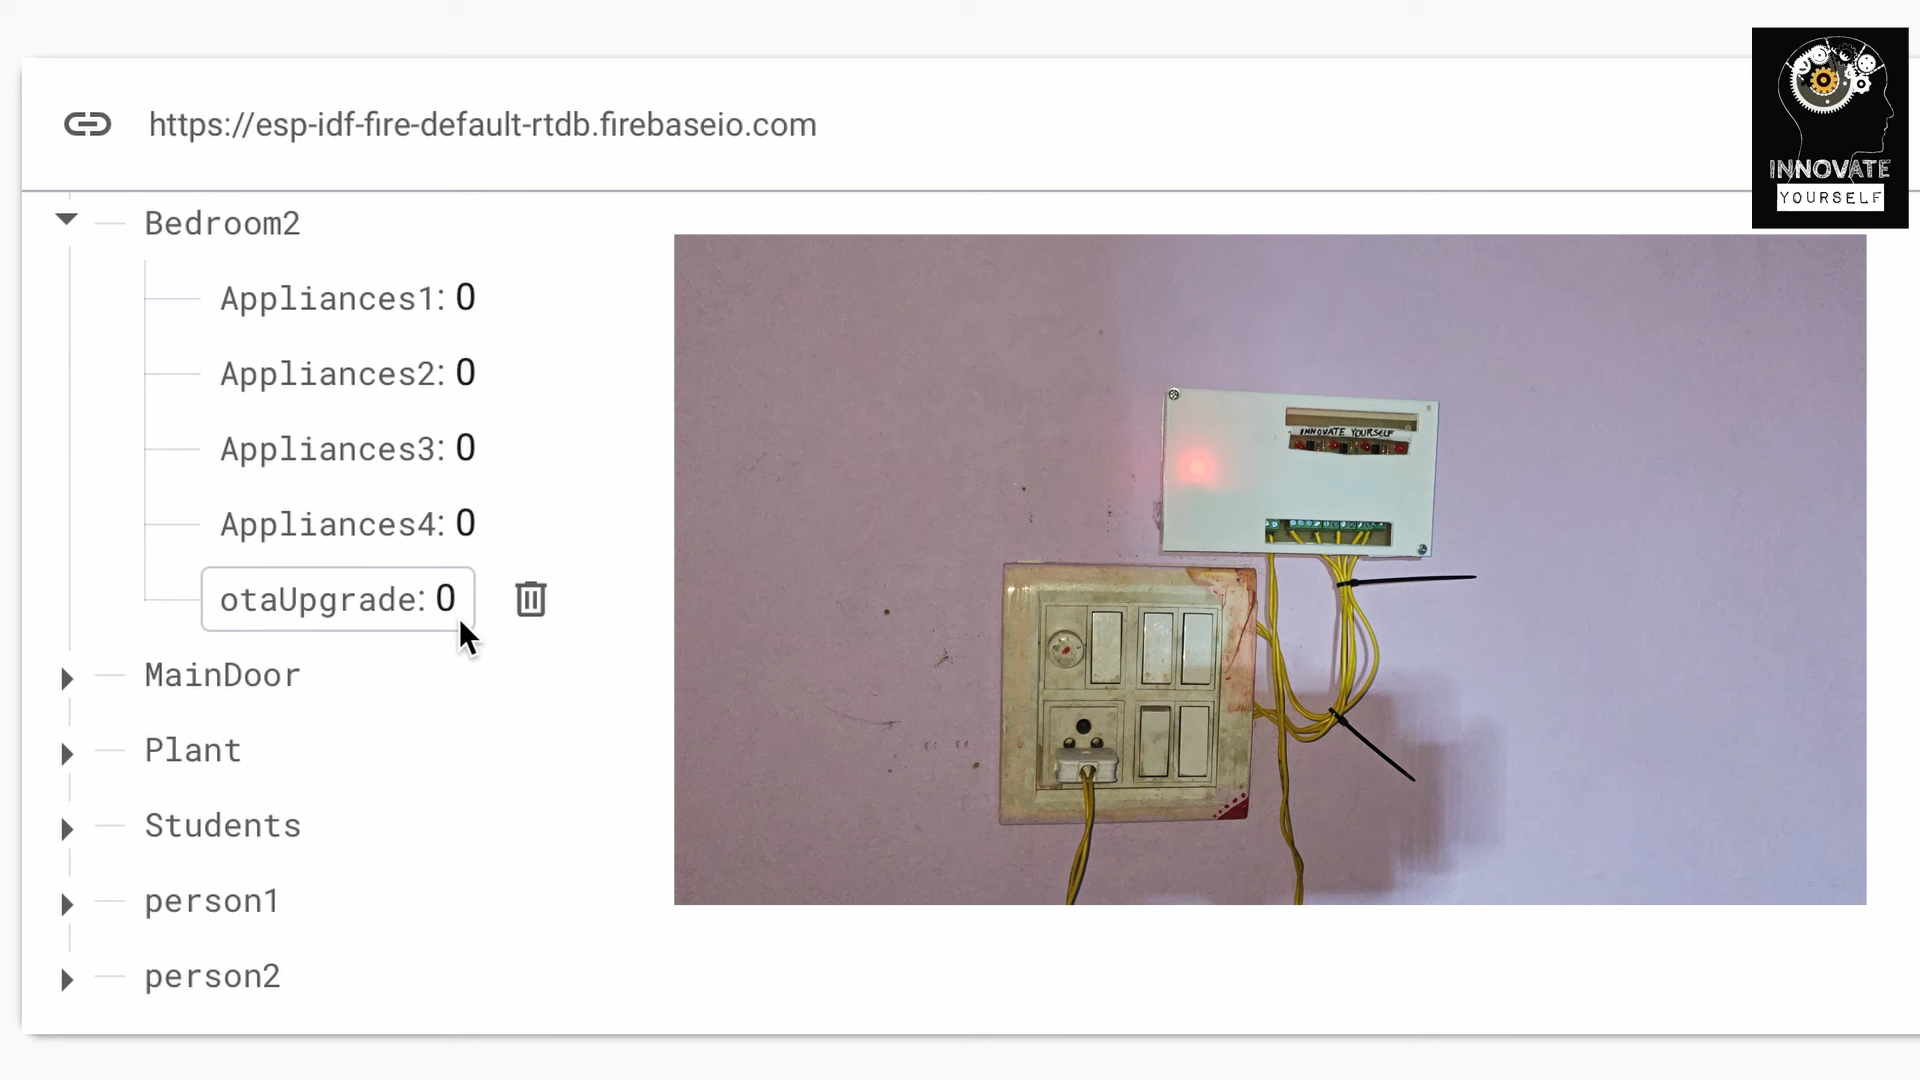 https://esp-idf-fire-default-rtdb.firebaseio.com
INNOVATE
YOURSELF
Bedroom2
Appliances1: 0
Appliances2: 0
Appliances3: 0
Appliances4: 0
otaUpgrade: 0
MainDoor
Plant
Students
person1
person2
INNOVATE YOURSELF